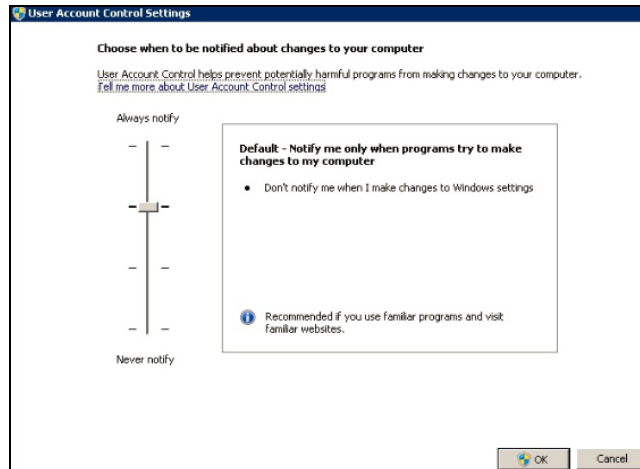 User Account Control Settings
Choose when to be notified about changes to your computer
User Account Control helps prevent potentially harmful programs from making changes to your computer.
Tell me more about User Account Control settings
Always notify
Default - Notify me only when programs try to make
changes to my computer
• Don't notify me when I make changes to Windows settings
Recommended if you use familiar programs and visit
familiar websites.
Never notify
OK
Cancel